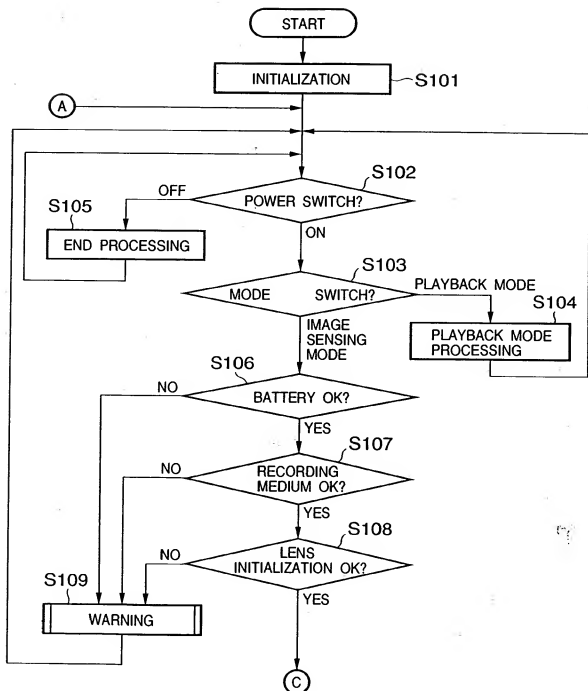 START
INITIALIZATION
S101
A
S102
OFF
POWER SWITCH?
S105
END PROCESSING
ON
S103
MODE SWITCH?
PLAYBACK MODE
S104
IMAGE
SENSING
MODE
PLAYBACK MODE
PROCESSING
S106
NO
BATTERY OK?
YES
S107
NO
RECORDING
MEDIUM OK?
YES
S108
NO
LENS
INITIALIZATION OK?
S109
YES
WARNING
C